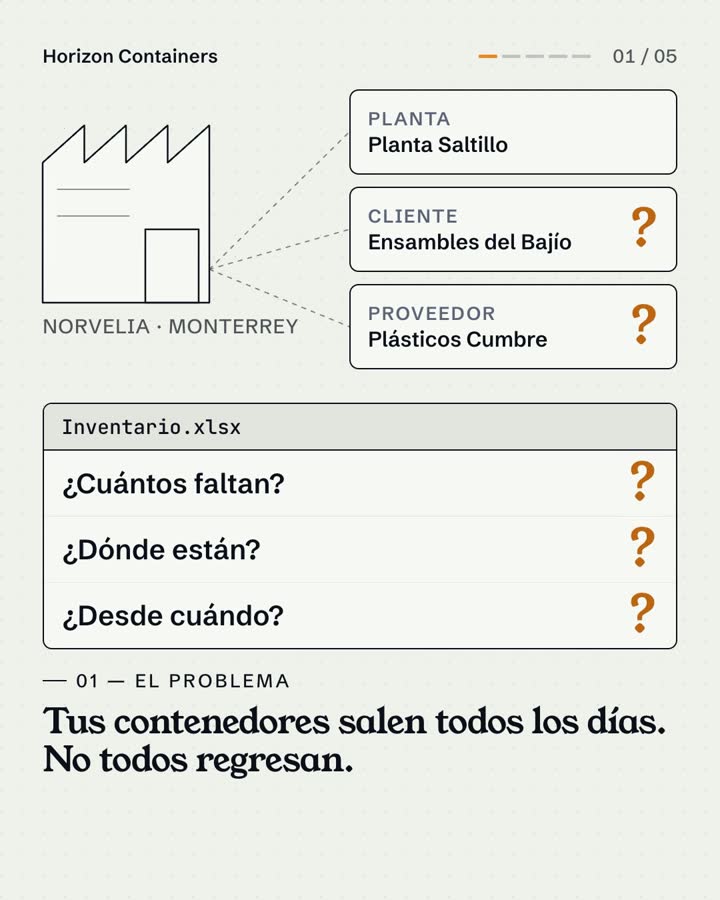 Horizon Containers
01 / 05
PLANTA
Planta Saltillo
CLIENTE
Ensambles del Bajío
?
PROVEEDOR
Plásticos Cumbre
?
NORVELIA · MONTERREY
Inventario.xlsx
¿Cuántos faltan?
?
¿Dónde están?
?
¿Desde cuándo?
?
— 01 — EL PROBLEMA
Tus contenedores salen todos los días.
No todos regresan.